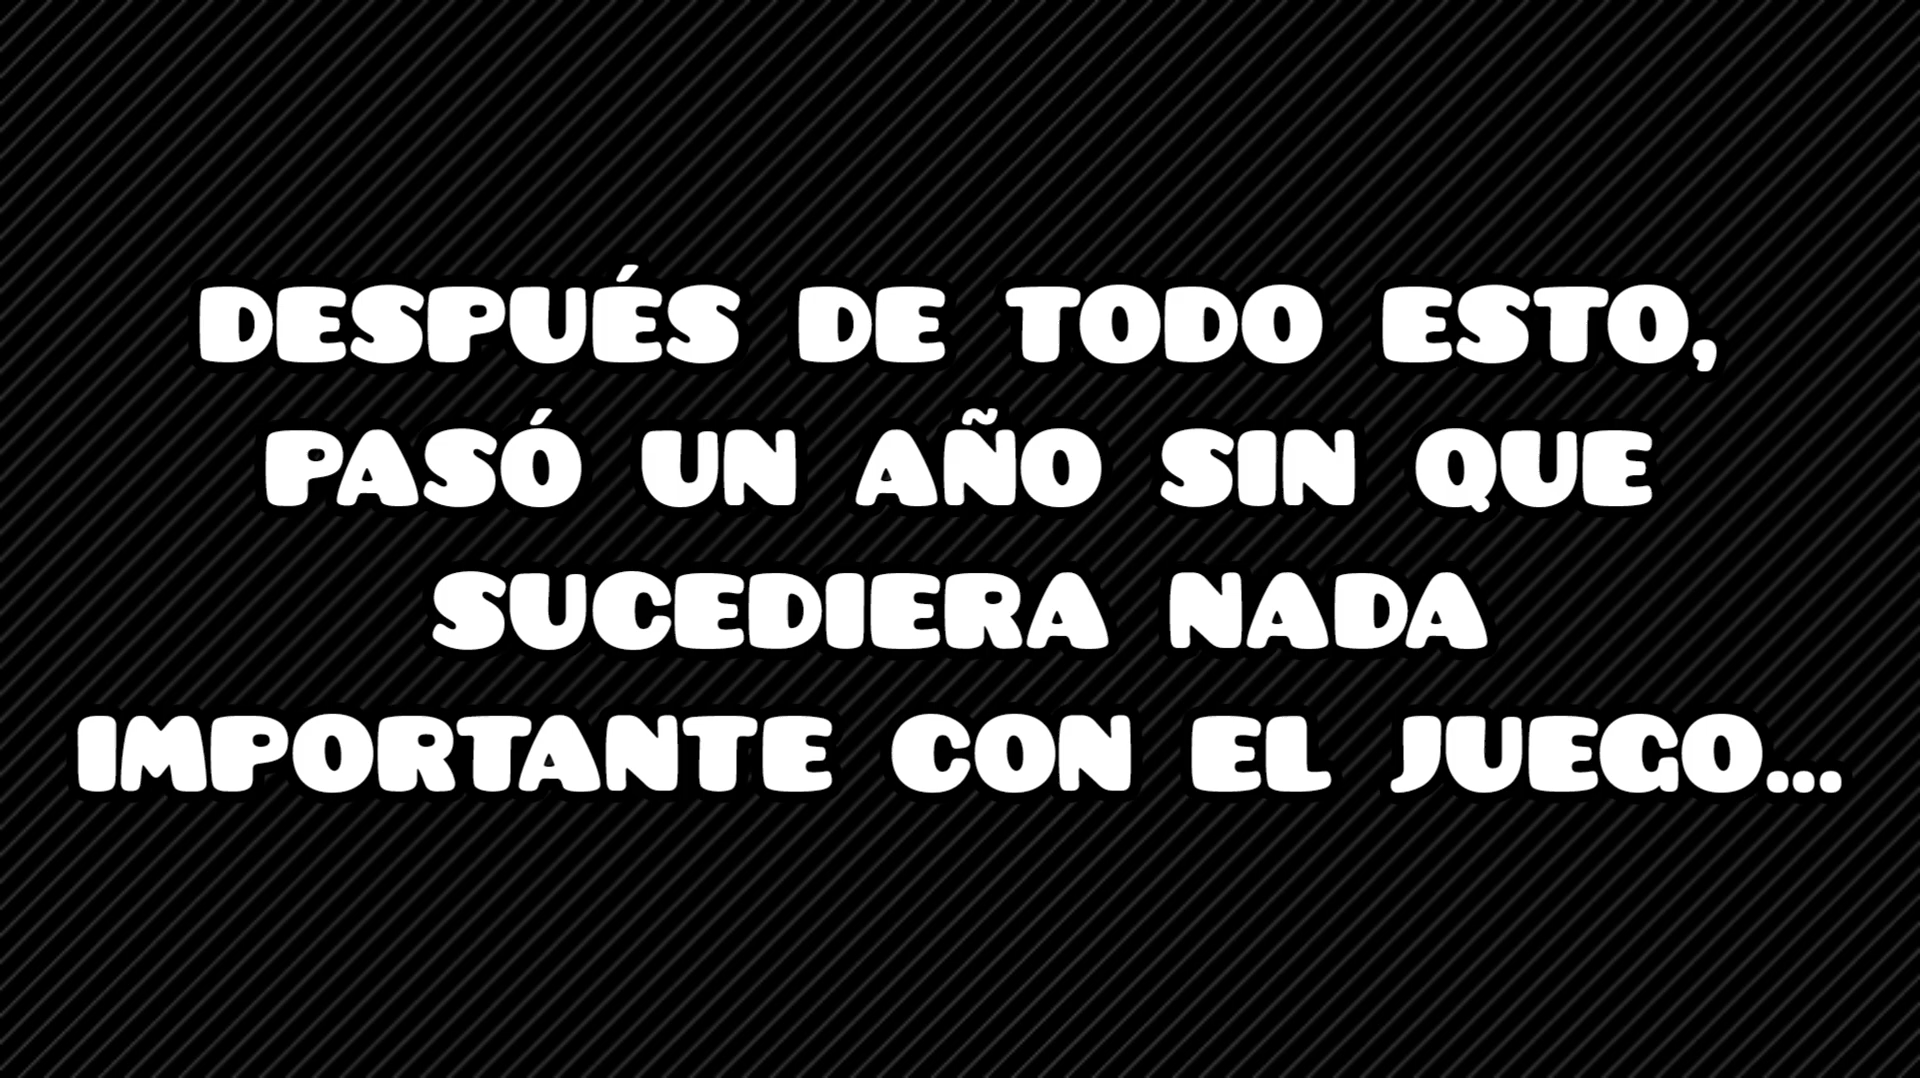 DESPUÉS DE TODO ESTO,
PASÓ UN AÑO SIN QUE
SUCEDIERA NADA
IMPORTANTE CON EL JUEGO...